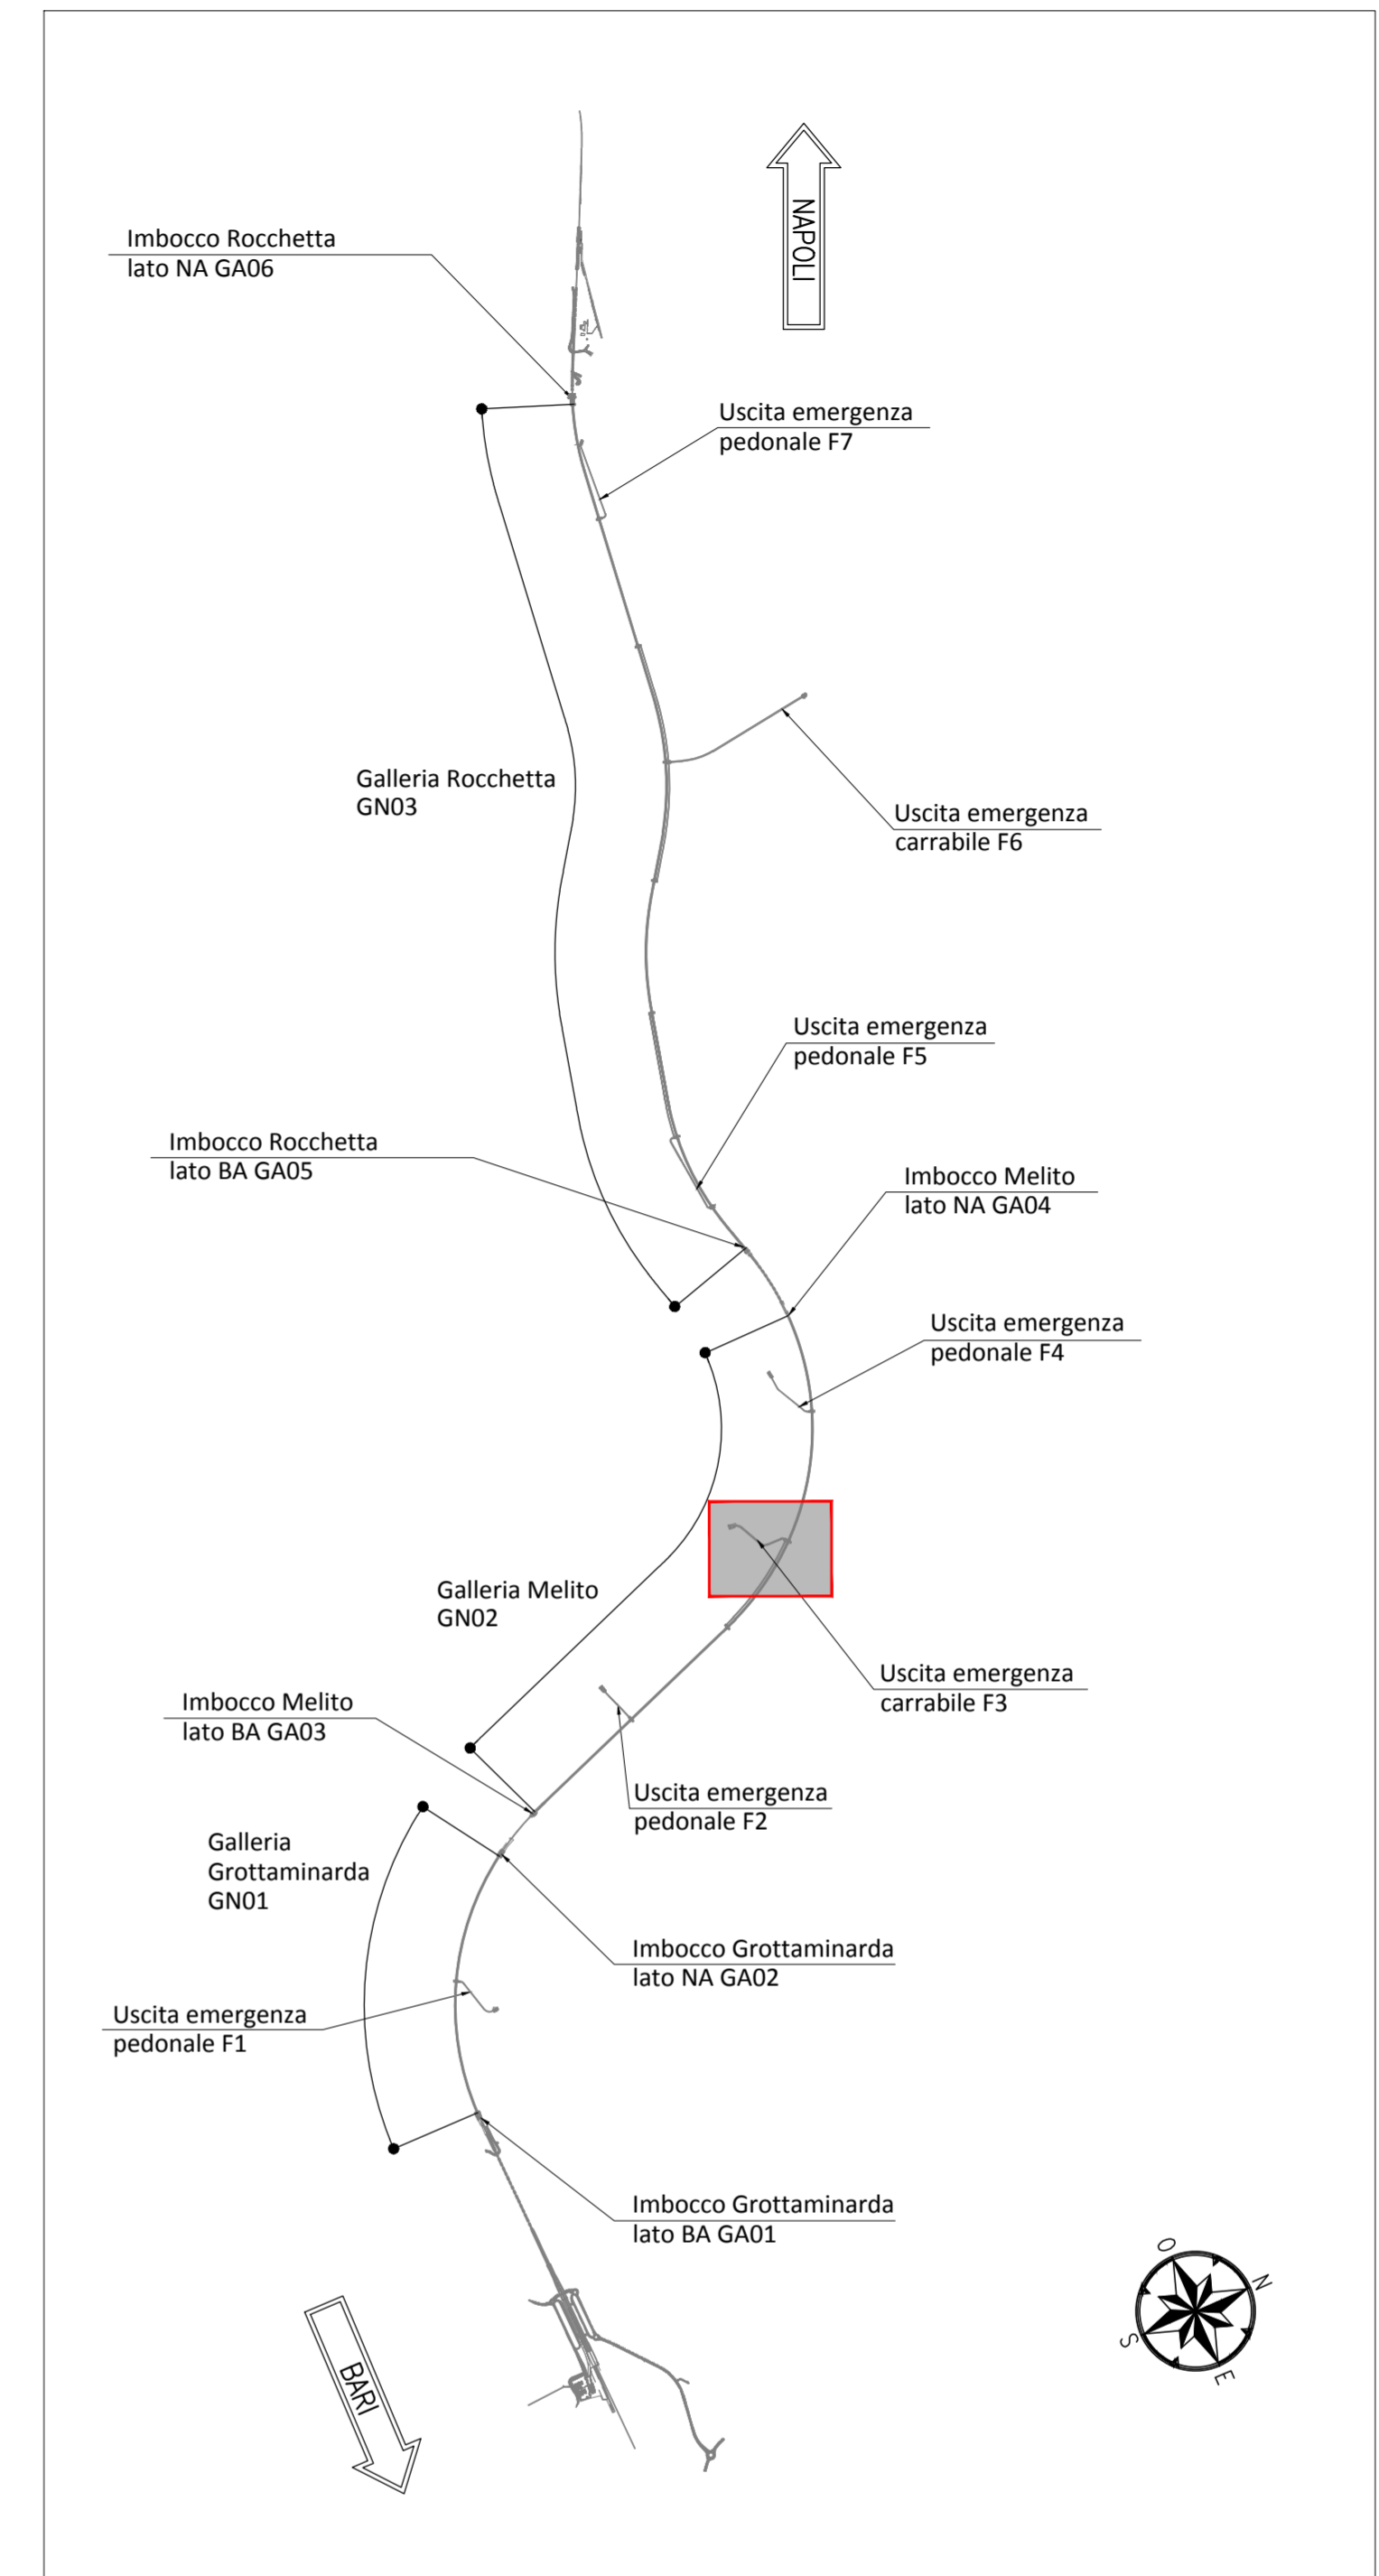 NAPOLI
Imbocco Rocchetta
lato NA GA06
Uscita emergenza
pedonale F7
Galleria Rocchetta
GN03
Uscita emergenza
carrabile F6
Uscita emergenza
pedonale F5
Imbocco Rocchetta
lato BA GA05
Imbocco Melito
lato NA GA04
Uscita emergenza
pedonale F4
Galleria Melito
GN02
Uscita emergenza
carrabile F3
Imbocco Melito
lato BA GA03
Uscita emergenza
pedonale F2
Galleria
Grottaminarda
GN01
Imbocco Grottaminarda
lato NA GA02
Uscita emergenza
pedonale F1
Imbocco Grottaminarda
lato BA GA01
O
N
S
E
BARI